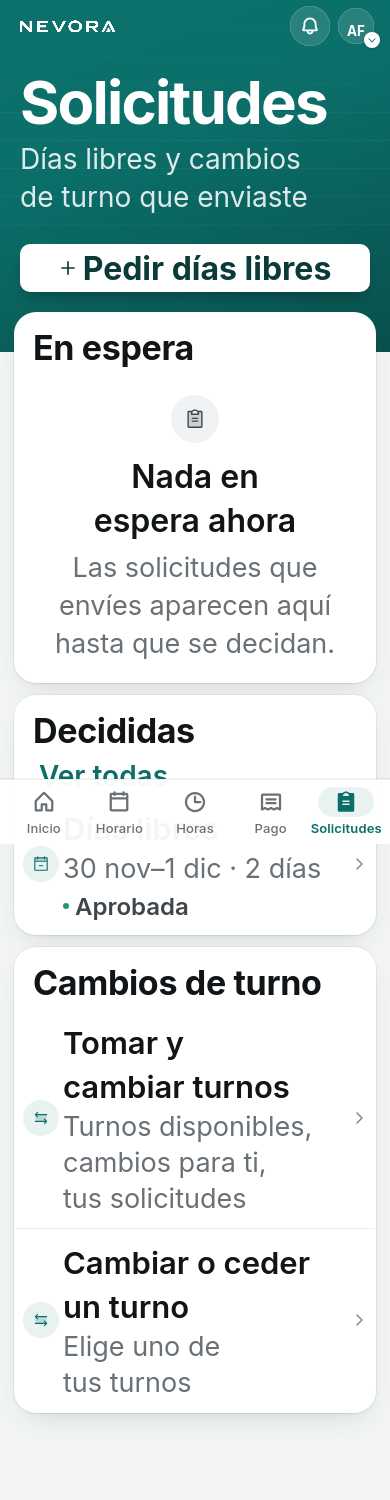 NEVORA
AF
Solicitudes
Días libres y cambios
de turno que enviaste
+ Pedir días libres
En espera
Nada en
espera ahora
Las solicitudes que
envíes aparecen aquí
hasta que se decidan.
Decididas
Ver todas
Días libres
Inicio Horario Horas Pago Solicitudes
30 nov–1 dic · 2 días
Aprobada
Cambios de turno
Tomar y
cambiar turnos
Turnos disponibles,
cambios para ti,
tus solicitudes
Cambiar o ceder
un turno
Elige uno de
tus turnos